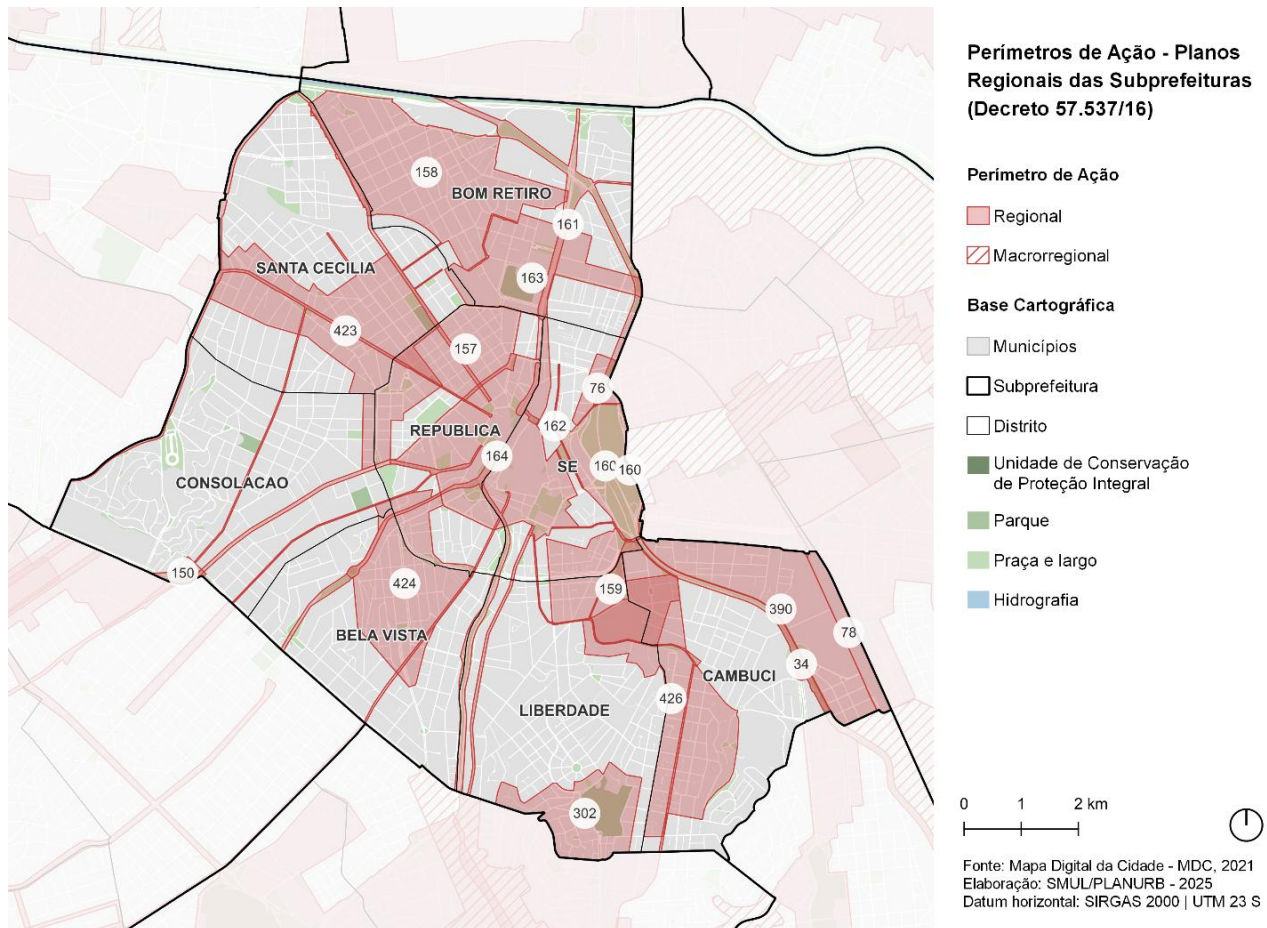 Perímetros de Ação - Planos
Regionais das Subprefeituras
(Decreto 57.537/16)
Perímetro de Ação
Regional
Macrorregional
Base Cartográfica
Municípios
Subprefeitura
Distrito
Unidade de Conservação
de Proteção Integral
Parque
Praça e largo
Hidrografia
0 1 2 km
Fonte: Mapa Digital da Cidade - MDC, 2021
Elaboração: SMUL/PLANURB - 2025
Datum horizontal: SIRGAS 2000 | UTM 23 S
158
BOM RETIRO
161
SANTA CECILIA
163
423
157
76
REPUBLICA
162
164
SE
160
160
CONSOLACAO
150
424
159
390
BELA VISTA
78
34
CAMBUCI
426
LIBERDADE
302